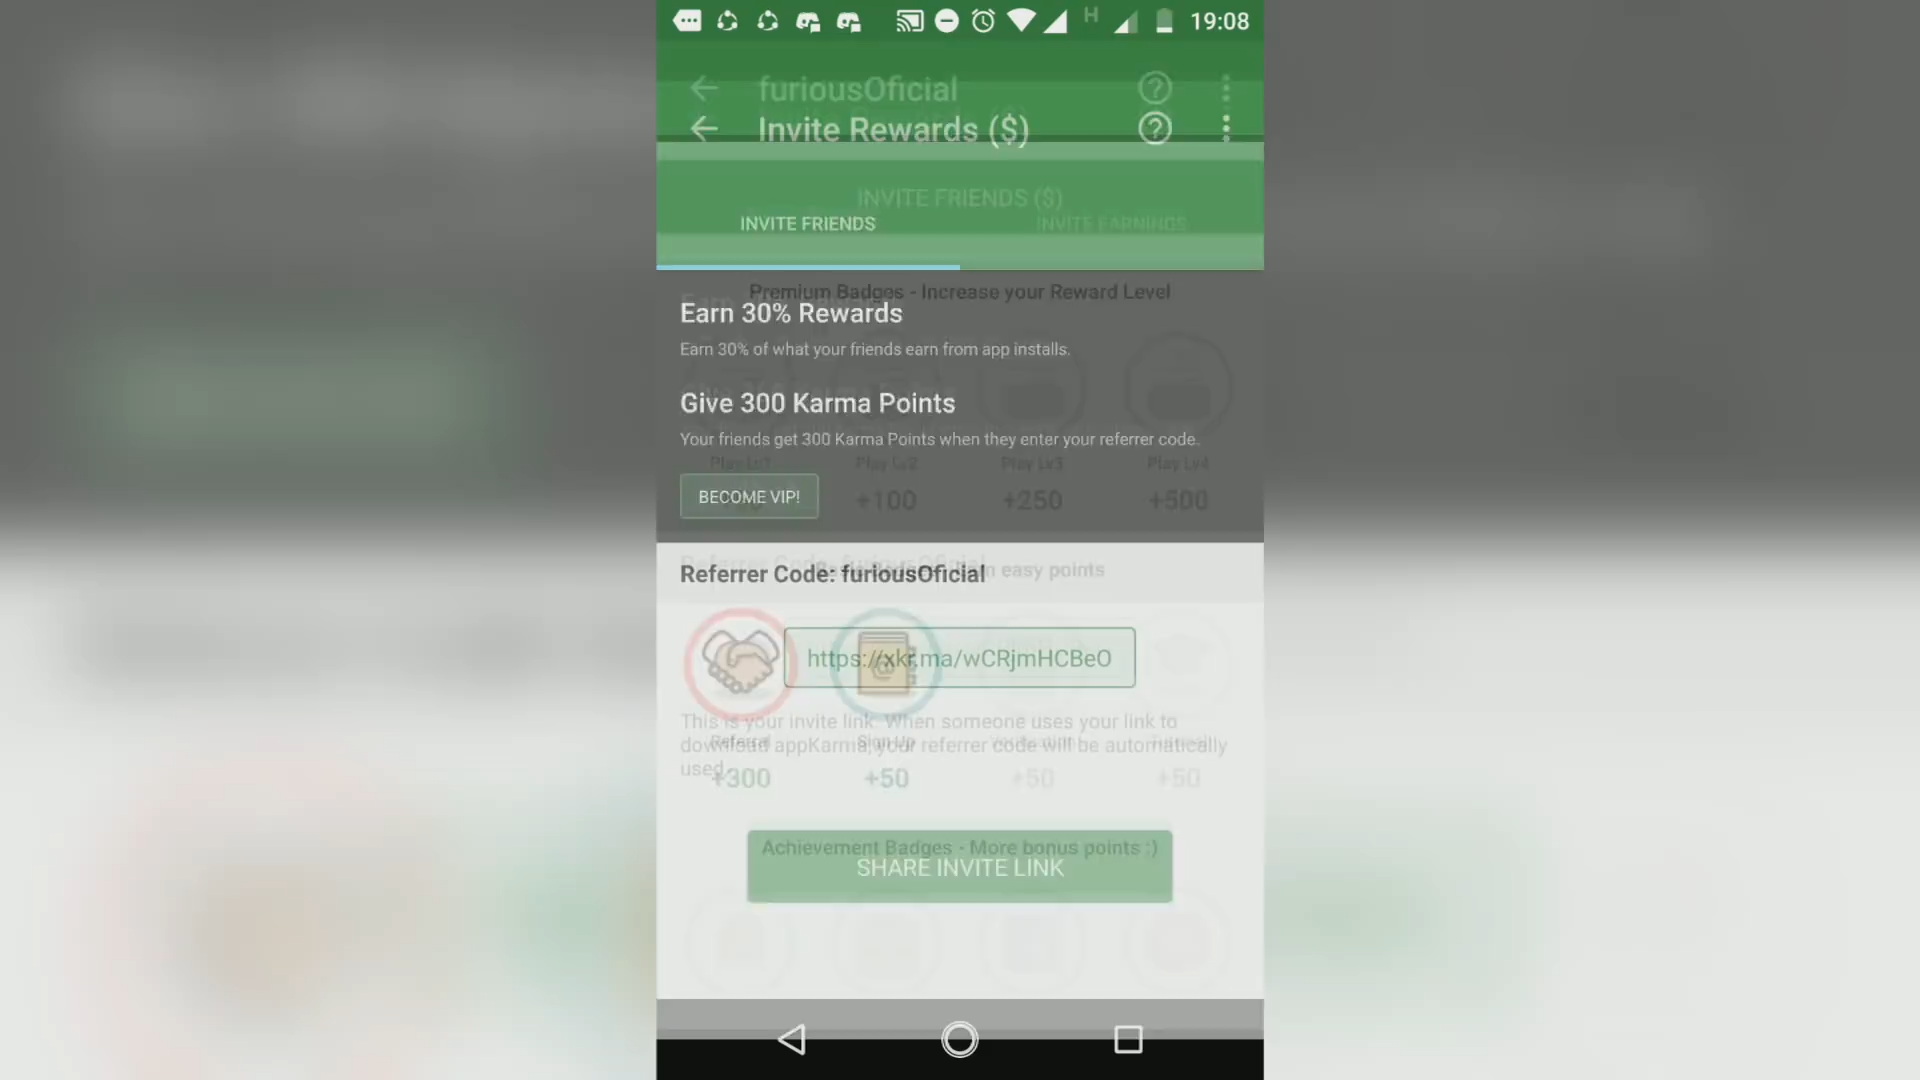 19:08
H
furiousOficial
Invite Rewards ($)
INVITE FRIENDS ($)
INVITE FRIENDS
INVITE EARNINGS
Premium Badges - Increase your Reward Level
Earn 30% Rewards
Earn 30% of what your friends earn from app installs.
Give 300 Karma Points
Your friends get 300 Karma Points when they enter your referrer code.
Play Lv1 Play Lv2 Play Lv3 Play Lv4
BECOME VIP!
+100 +250 +500
Referrer Code: furiousOficial
easy points
https://xkr.ma/wCRjmHCBeO
This is your invite link. When someone uses your link to
download appKarma, your referrer code will be automatically
used.
Referral Sign Up
+300 +50 +50 +50
Achievement Badges - More bonus points :)
SHARE INVITE LINK